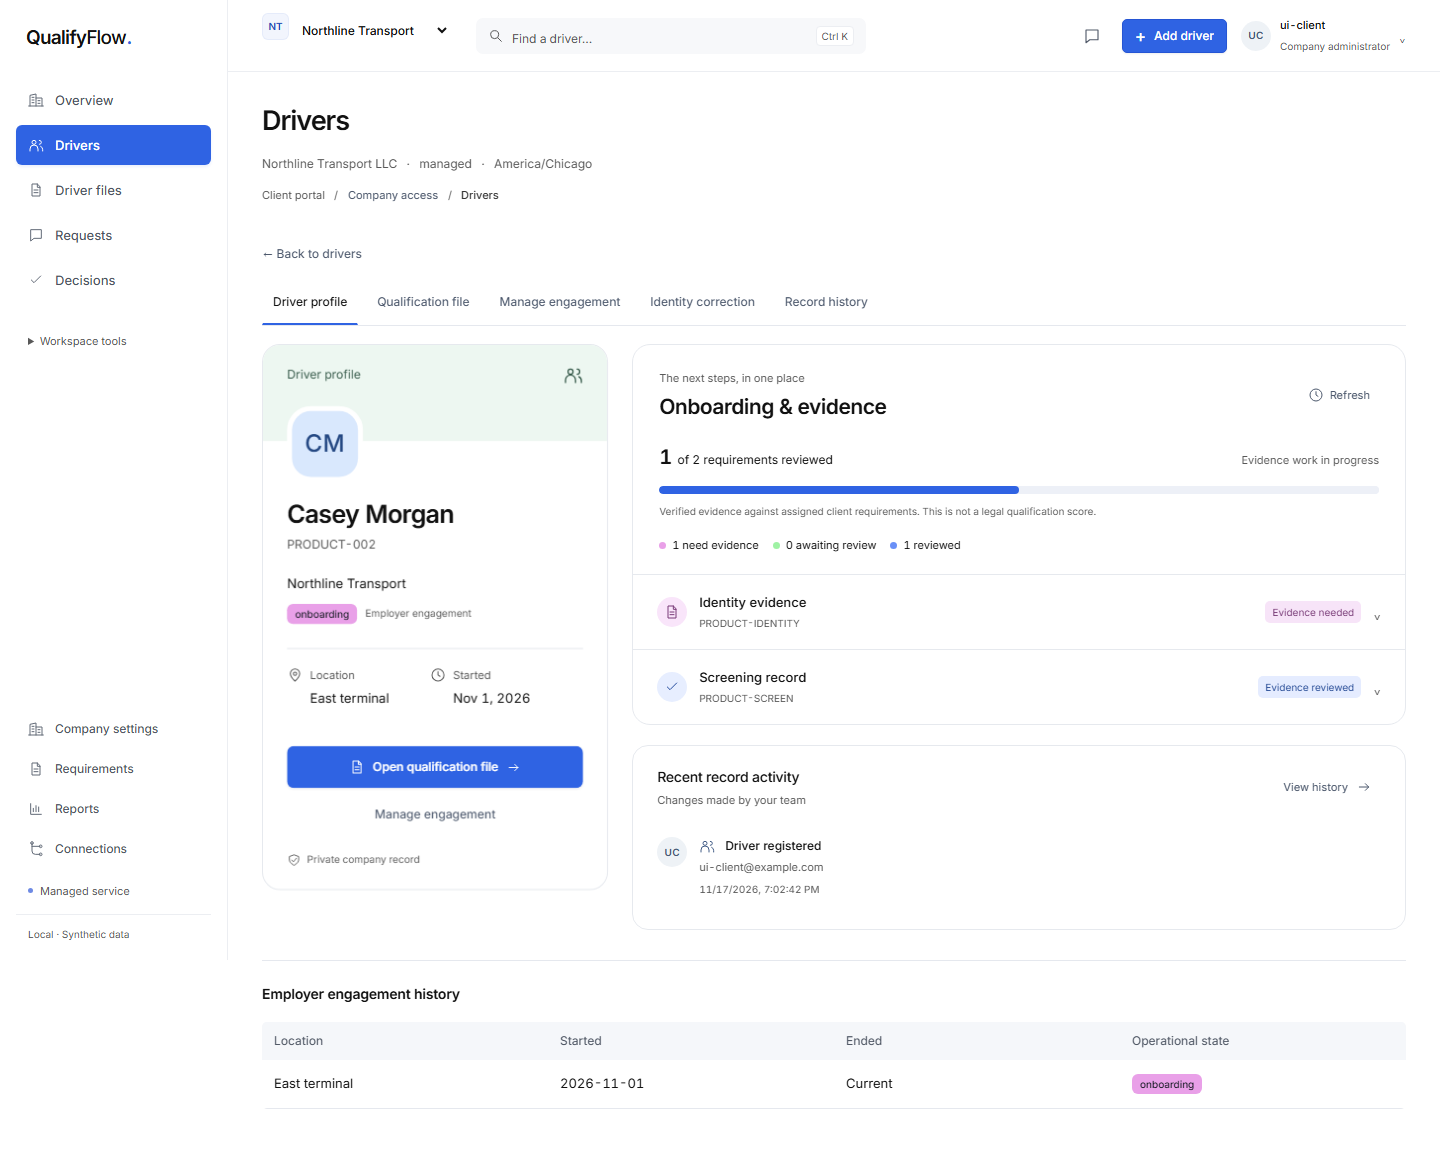 QualifyFlow.
NT
Northline Transport
Find a driver...
Ctrl K
+ Add driver
UC
ui-client
Company administrator
Overview
Drivers
Driver files
Requests
Decisions
Workspace tools
Company settings
Requirements
Reports
Connections
Managed service
Local · Synthetic data
Drivers
Northline Transport LLC · managed · America/Chicago
Client portal / Company access / Drivers
← Back to drivers
Driver profile
Qualification file
Manage engagement
Identity correction
Record history
Driver profile
CM
Casey Morgan
PRODUCT-002
Northline Transport
onboarding Employer engagement
Location
East terminal
Started
Nov 1, 2026
Open qualification file →
Manage engagement
Private company record
The next steps, in one place
Onboarding & evidence
Refresh
1 of 2 requirements reviewed
Evidence work in progress
Verified evidence against assigned client requirements. This is not a legal qualification score.
1 need evidence
0 awaiting review
1 reviewed
Identity evidence
PRODUCT-IDENTITY
Evidence needed
Screening record
PRODUCT-SCREEN
Evidence reviewed
Recent record activity
Changes made by your team
View history →
UC
Driver registered
ui-client@example.com
11/17/2026, 7:02:42 PM
Employer engagement history
Location Started Ended Operational state
East terminal 2026-11-01 Current onboarding